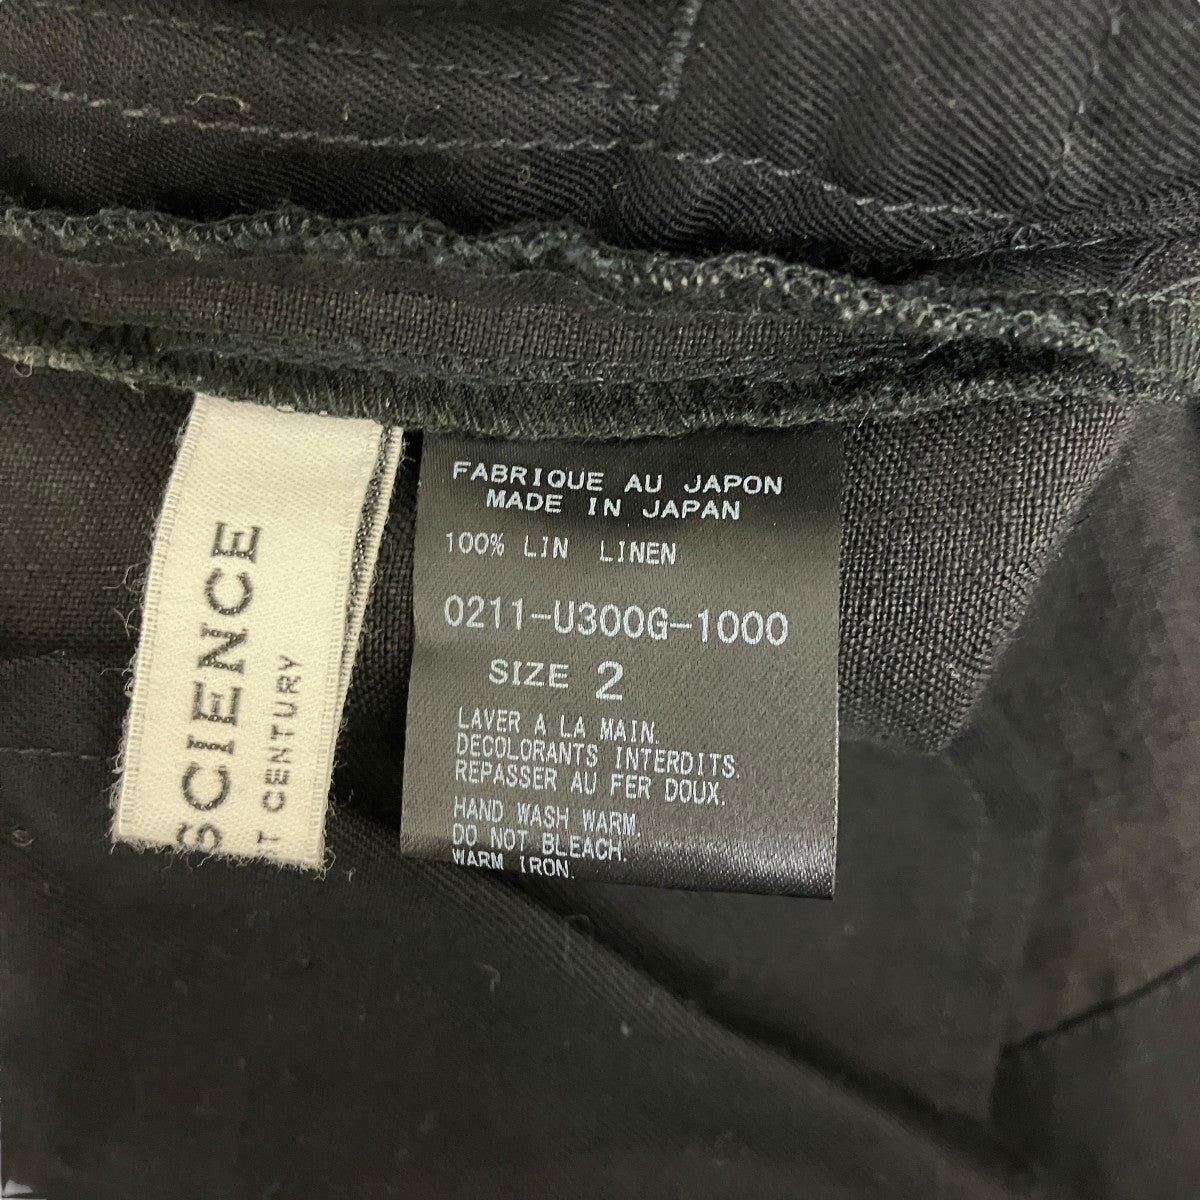 SCIENCE
T CENTURY
FABRIQUE AU JAPON
MADE IN JAPAN
100% LIN LINEN
0211-U300G-1000
SIZE 2
LAVER A LA MAIN.
DECOLORANTS INTERDITS.
REPASSER AU FER DOUX.
HAND WASH WARM.
DO NOT BLEACH.
WARM IRON.